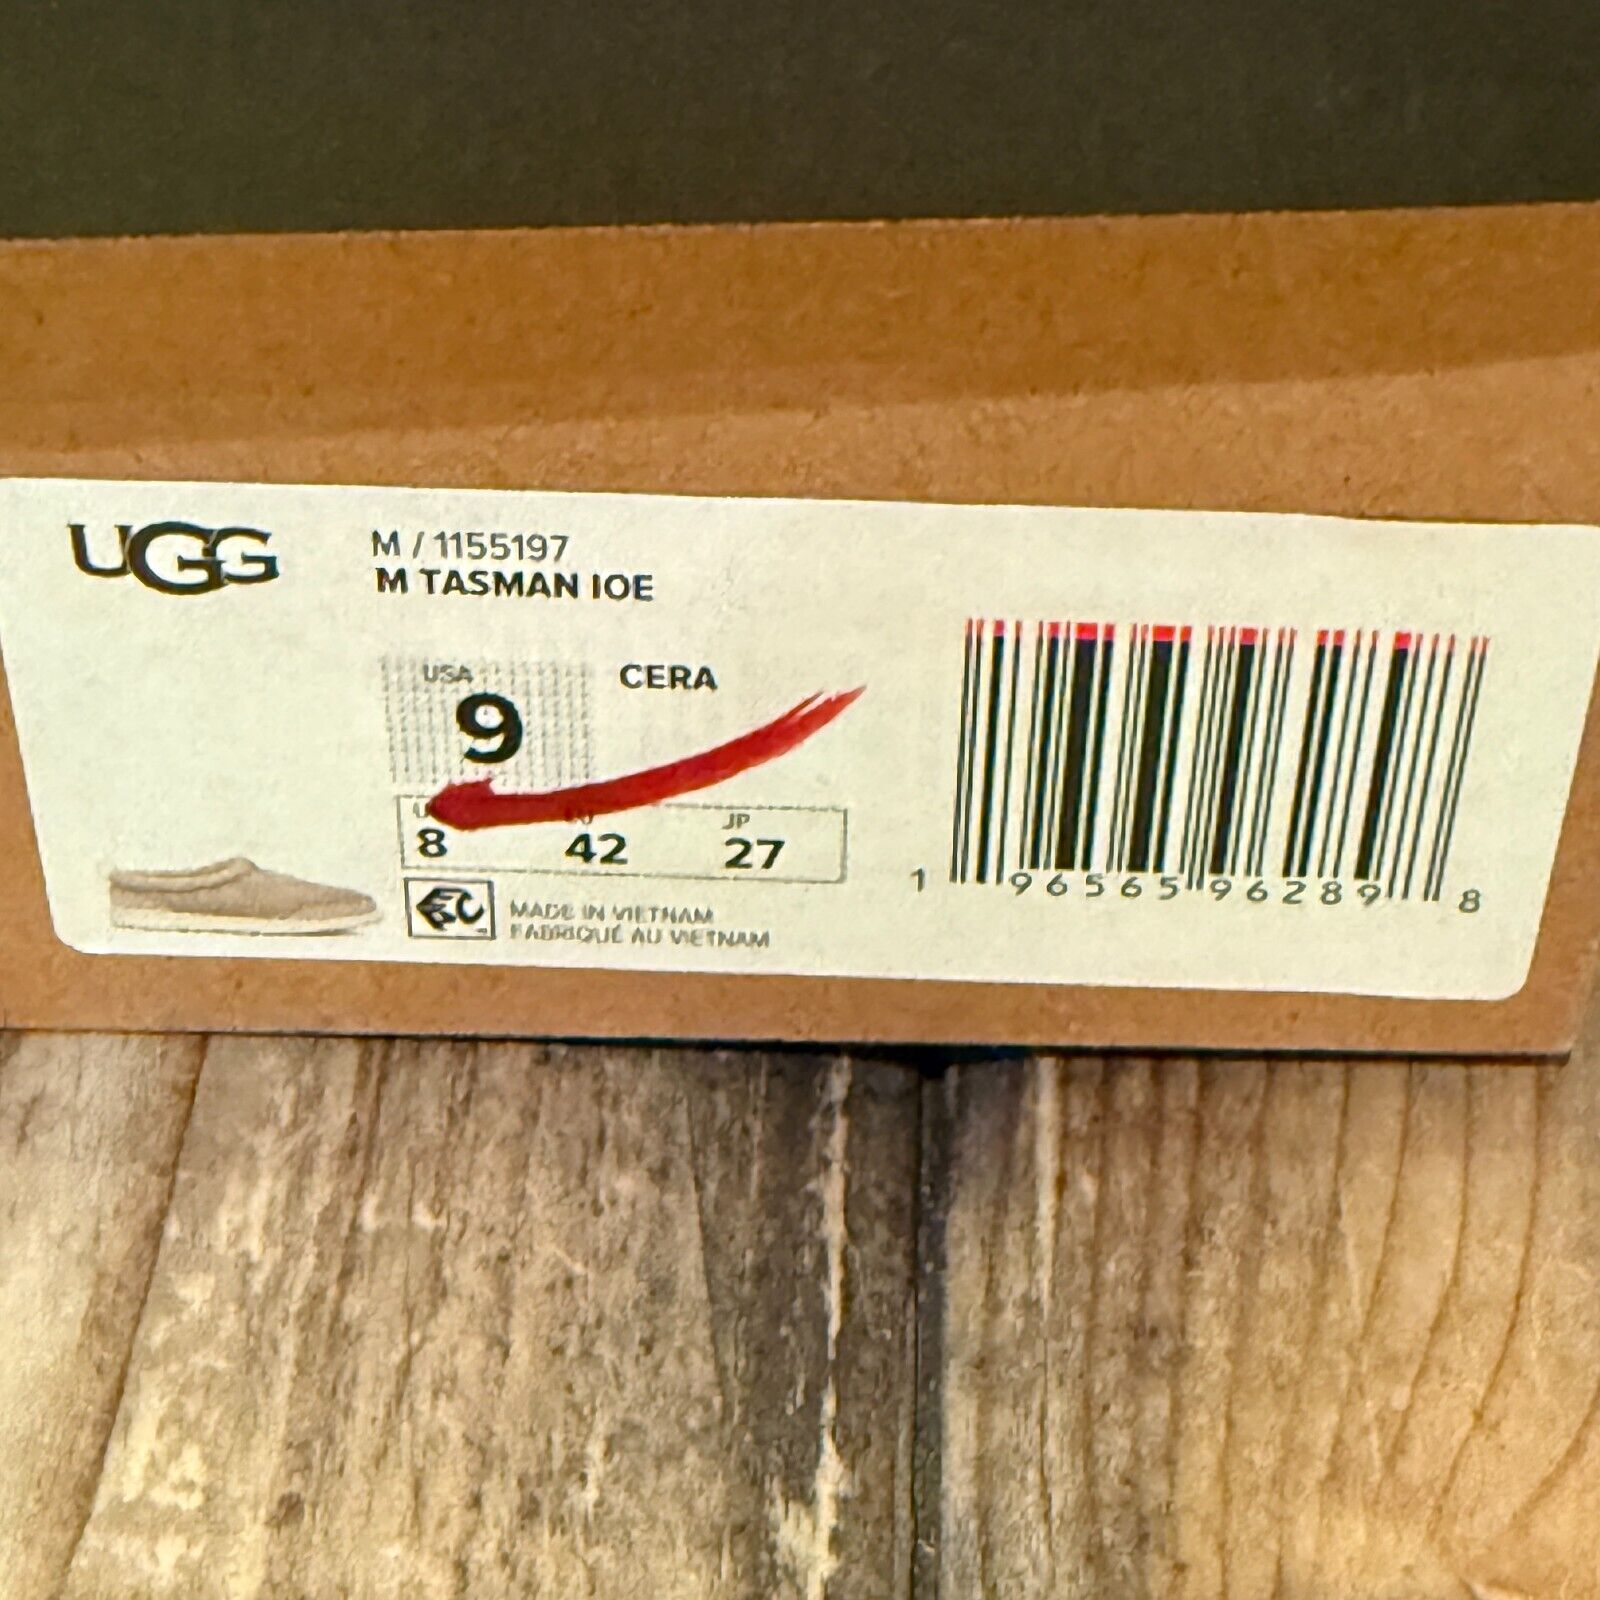 UGG
M / 1155197
M TASMAN IOE
USA
9
CERA
JP
8 42 27
MADE IN VIETNAM
FABRIQUÉ AU VIETNAM
1 96565 96289 8